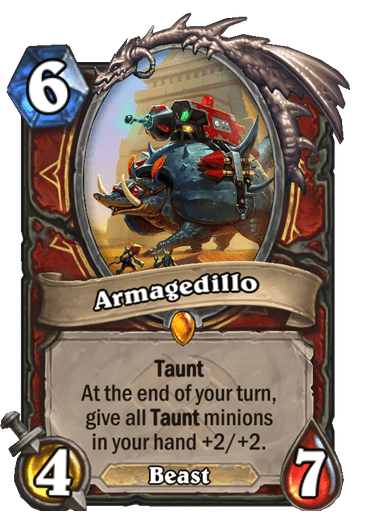 6
Armagedillo
Taunt
At the end of your turn,
give all Taunt minions
in your hand +2/+2.
4
Beast
7